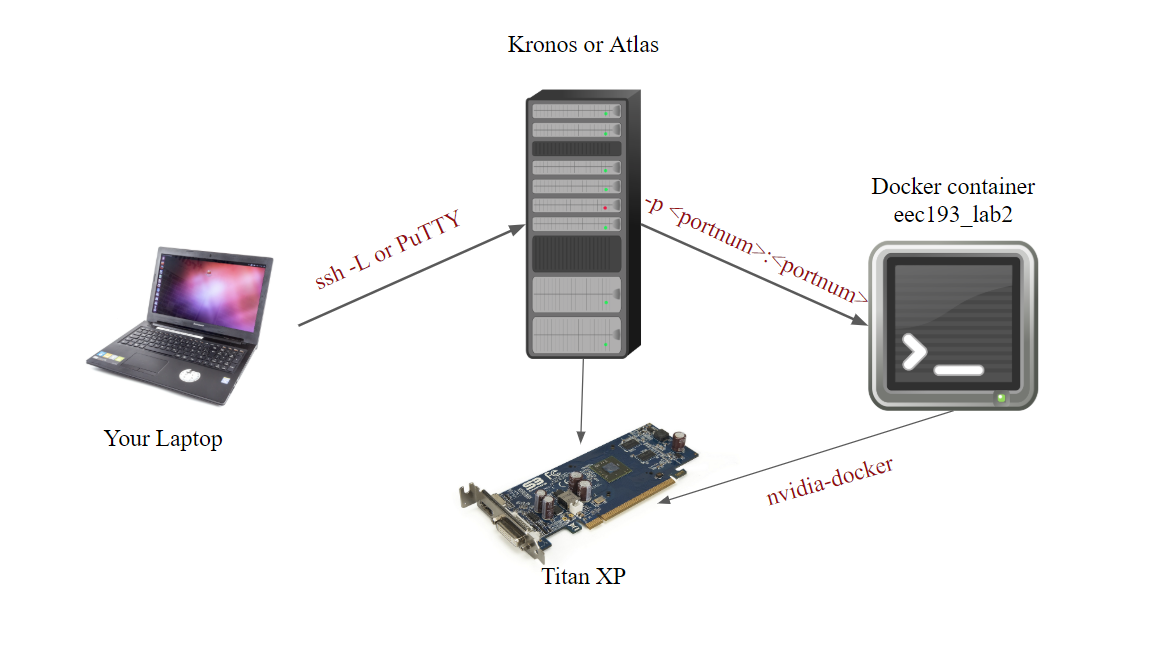 Kronos or Atlas
ssh -L or PuTTY
-p <portnum>:<portnum>
Docker container
eec193_lab2
Your Laptop
nvidia-docker
Titan XP